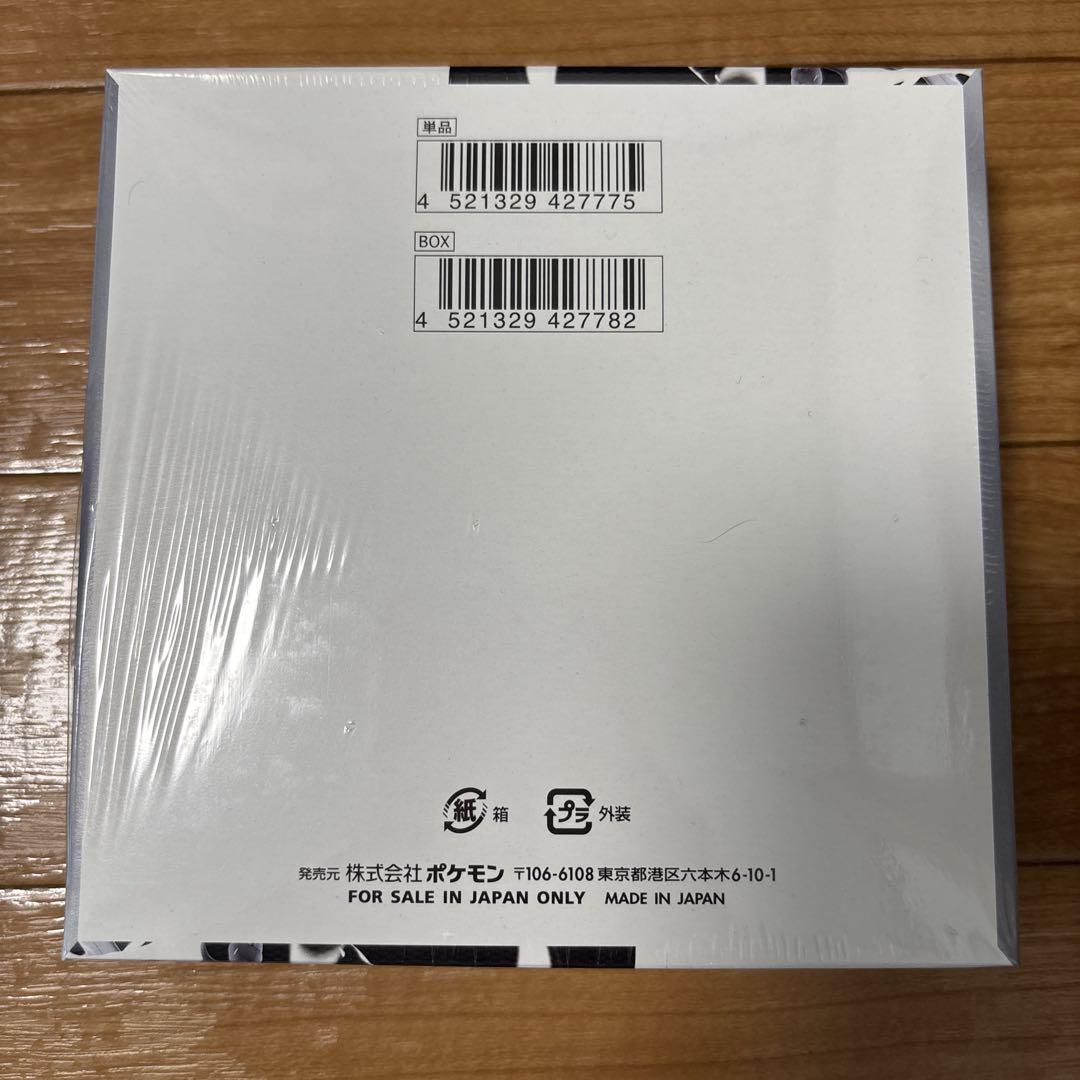 単品
4 521329 427775
BOX
4 521329 427782
紙 箱 プラ 外装
発売元 株式会社 ポケモン 〒106-6108 東京都港区六本木6-10-1
FOR SALE IN JAPAN ONLY MADE IN JAPAN